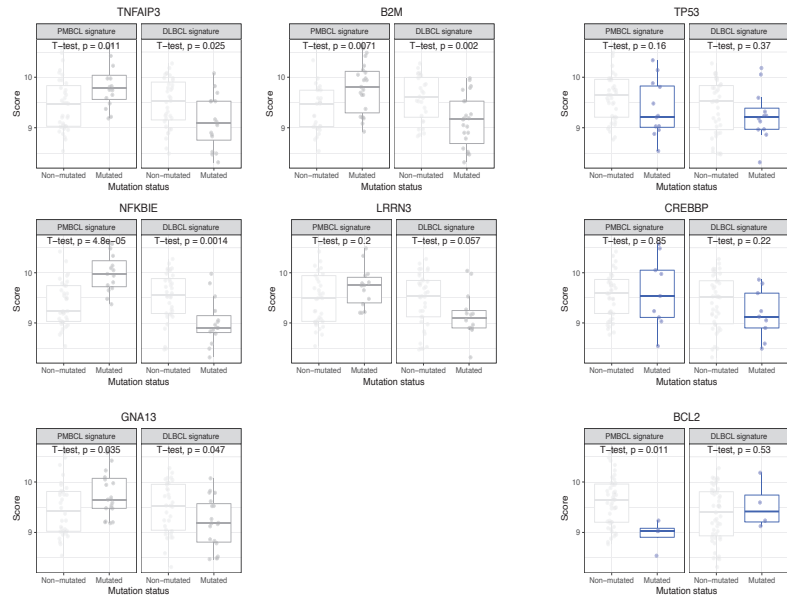 TNFAIP3
PMBCL signature DLBCL signature
T−test, p = 0.011 T−test, p = 0.025
10
9
Score
Non−mutated Mutated Non−mutated Mutated
Mutation status
B2M
PMBCL signature DLBCL signature
T−test, p = 0.0071 T−test, p = 0.002
10
9
Score
Non−mutated Mutated Non−mutated Mutated
Mutation status
TP53
PMBCL signature DLBCL signature
T−test, p = 0.16 T−test, p = 0.37
10
9
Score
Non−mutated Mutated Non−mutated Mutated
Mutation status
NFKBIE
PMBCL signature DLBCL signature
T−test, p = 4.8e−05 T−test, p = 0.0014
10
9
Score
Non−mutated Mutated Non−mutated Mutated
Mutation status
LRRN3
PMBCL signature DLBCL signature
T−test, p = 0.2 T−test, p = 0.057
10
9
Score
Non−mutated Mutated Non−mutated Mutated
Mutation status
CREBBP
PMBCL signature DLBCL signature
T−test, p = 0.85 T−test, p = 0.22
10
9
Score
Non−mutated Mutated Non−mutated Mutated
Mutation status
GNA13
PMBCL signature DLBCL signature
T−test, p = 0.035 T−test, p = 0.047
10
9
Score
Non−mutated Mutated Non−mutated Mutated
Mutation status
BCL2
PMBCL signature DLBCL signature
T−test, p = 0.011 T−test, p = 0.53
10
9
Score
Non−mutated Mutated Non−mutated Mutated
Mutation status